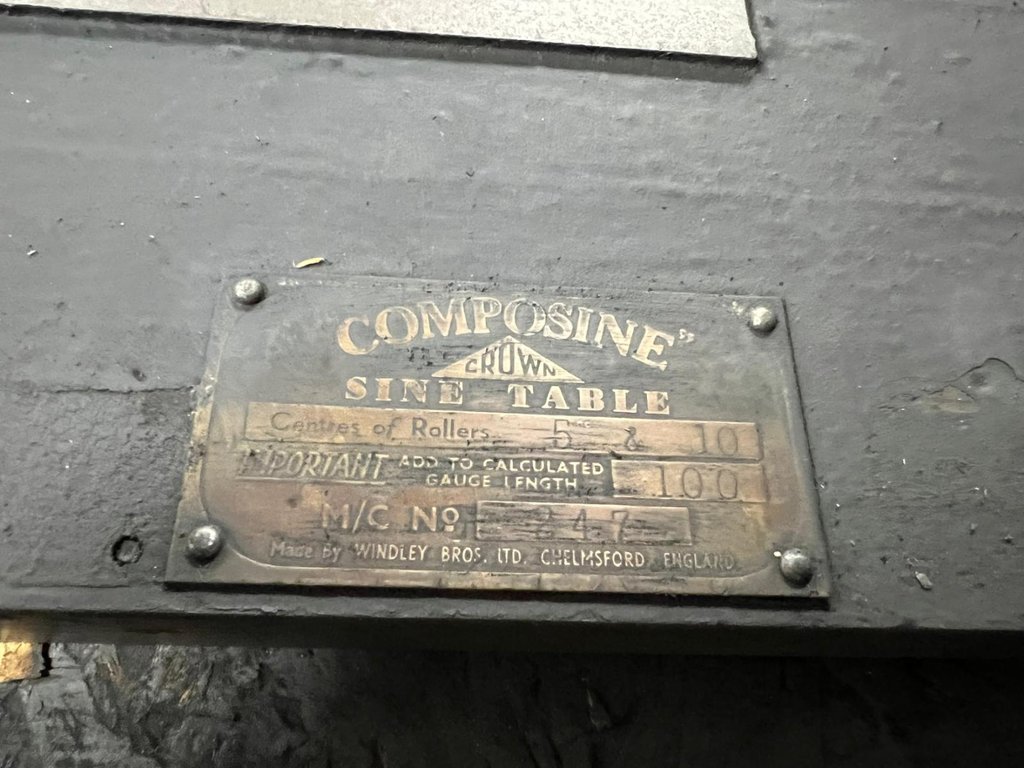 COMPOSINE"
CROWN
SINE TABLE
Centres of Rollers 5 & 10
IMPORTANT ADD TO CALCULATED
GAUGE LENGTH 100
M/C Nº 247
Made By WINDLEY BROS. LTD. CHELMSFORD ENGLAND